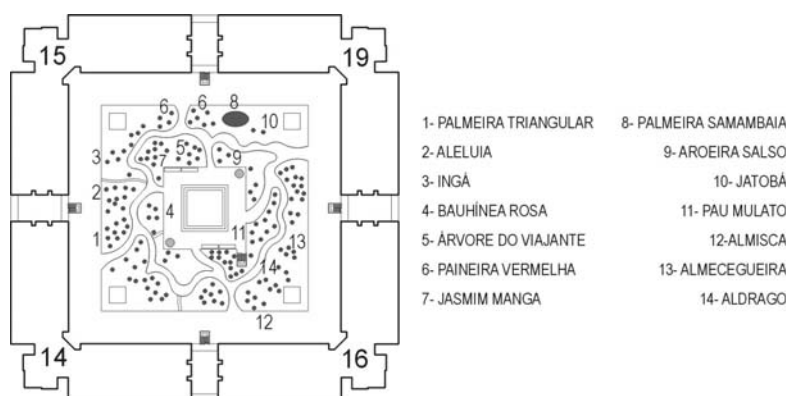 15
19
6
6
8
10
3
5
7
9
2
4
1
11
13
14
12
14
16
1- PALMEIRA TRIANGULAR
2- ALELUIA
3- INGÁ
4- BAUHÍNEA ROSA
5- ÁRVORE DO VIAJANTE
6- PAINEIRA VERMELHA
7- JASMIM MANGA
8- PALMEIRA SAMAMBAIA
9- AROEIRA SALSO
10- JATOBÁ
11- PAU MULATO
12-ALMISCA
13- ALMECEGUEIRA
14- ALDRAGO